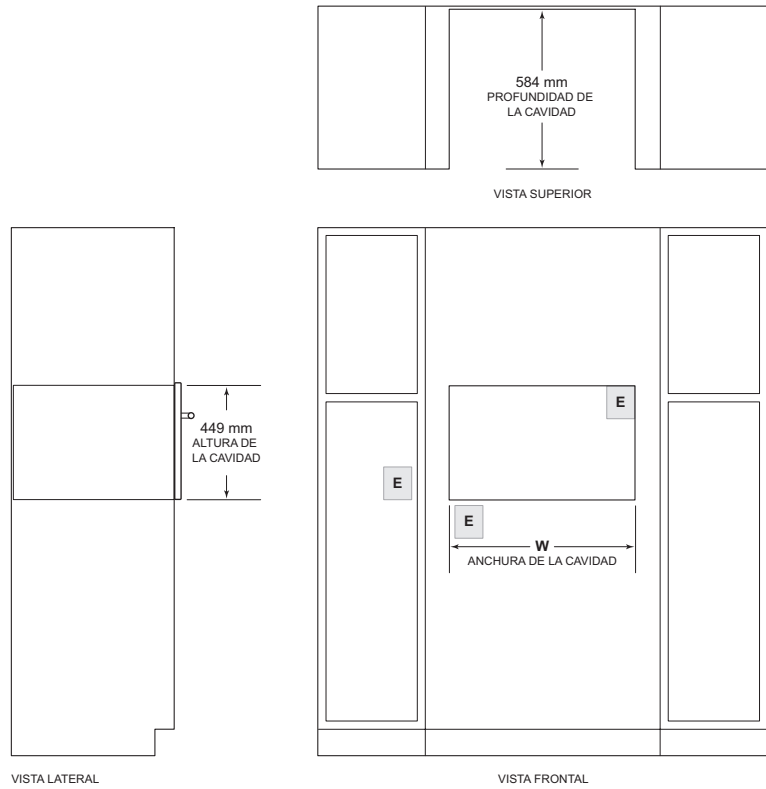 584 mm
PROFUNDIDAD DE
LA CAVIDAD
VISTA SUPERIOR
449 mm
ALTURA DE
LA CAVIDAD
E
E
E
W
ANCHURA DE LA CAVIDAD
VISTA LATERAL
VISTA FRONTAL